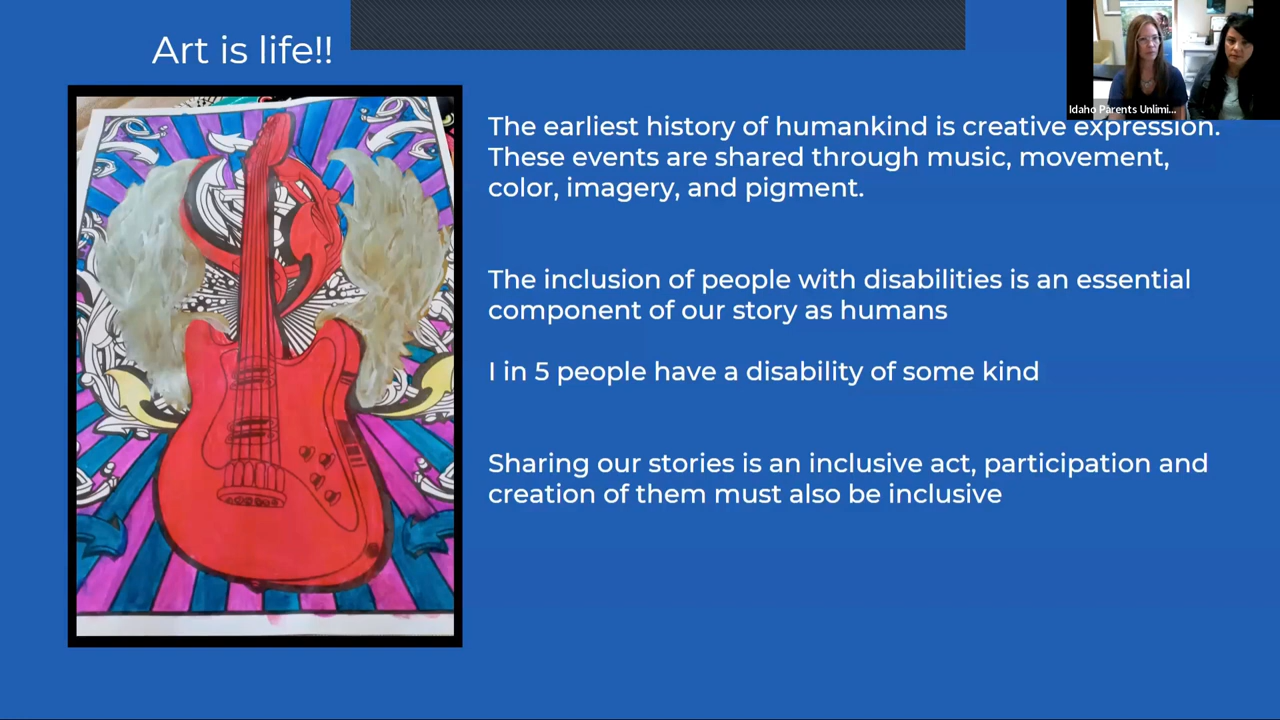 Art is life!!
Idaho Parents Unlimi...
The earliest history of humankind is creative expression.
These events are shared through music, movement,
color, imagery, and pigment.
The inclusion of people with disabilities is an essential
component of our story as humans
I in 5 people have a disability of some kind
Sharing our stories is an inclusive act, participation and
creation of them must also be inclusive